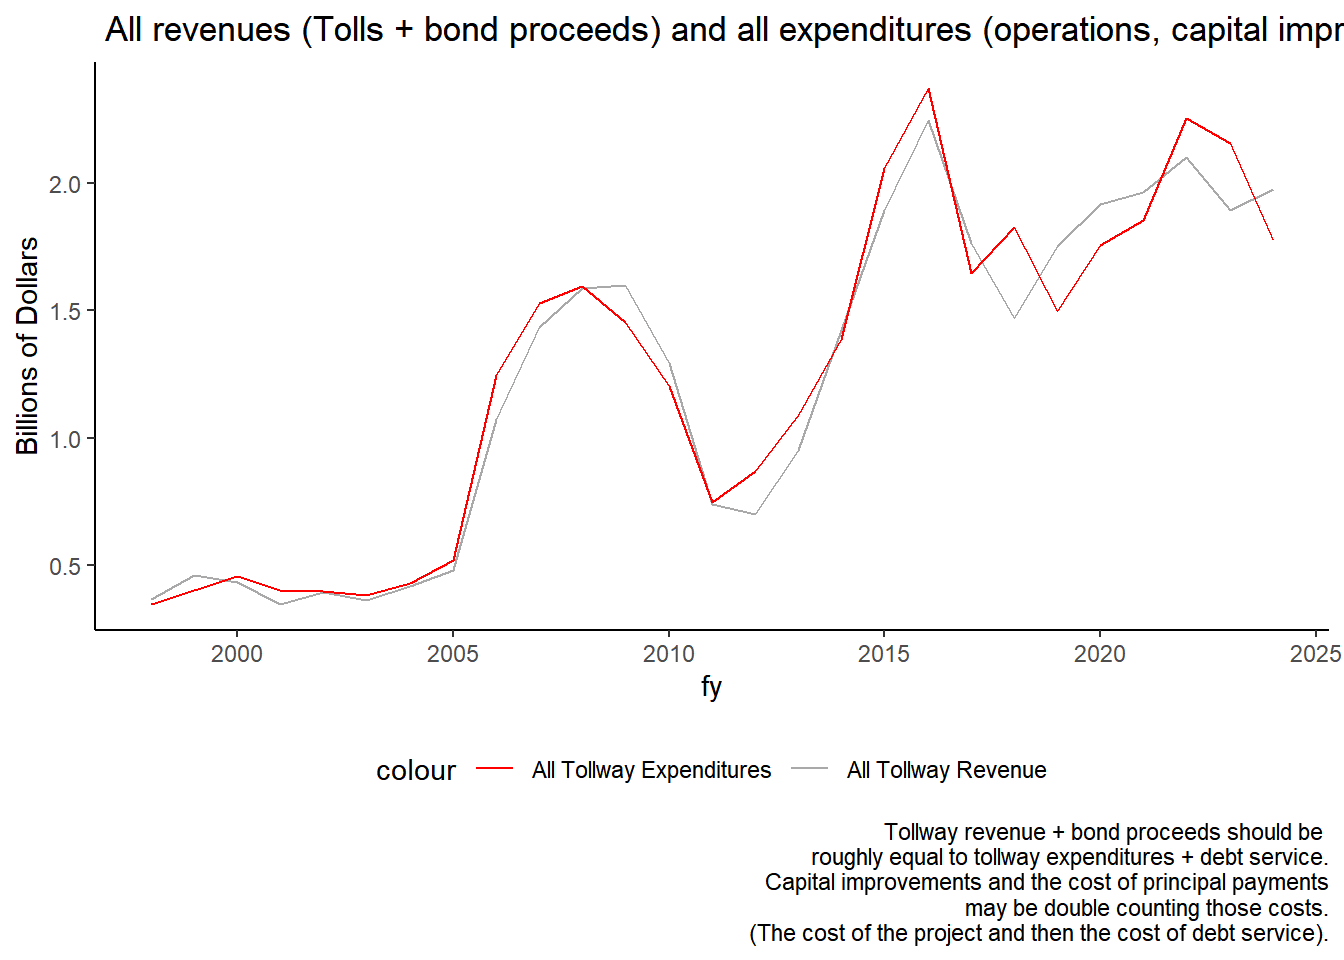 All revenues (Tolls + bond proceeds) and all expenditures (operations, capital impr
2.0
1.5
1.0
0.5
Billions of Dollars
2000 2005 2010 2015 2020 2025
fy
colour All Tollway Expenditures All Tollway Revenue
Tollway revenue + bond proceeds should be
roughly equal to tollway expenditures + debt service.
Capital improvements and the cost of principal payments
may be double counting those costs.
(The cost of the project and then the cost of debt service).